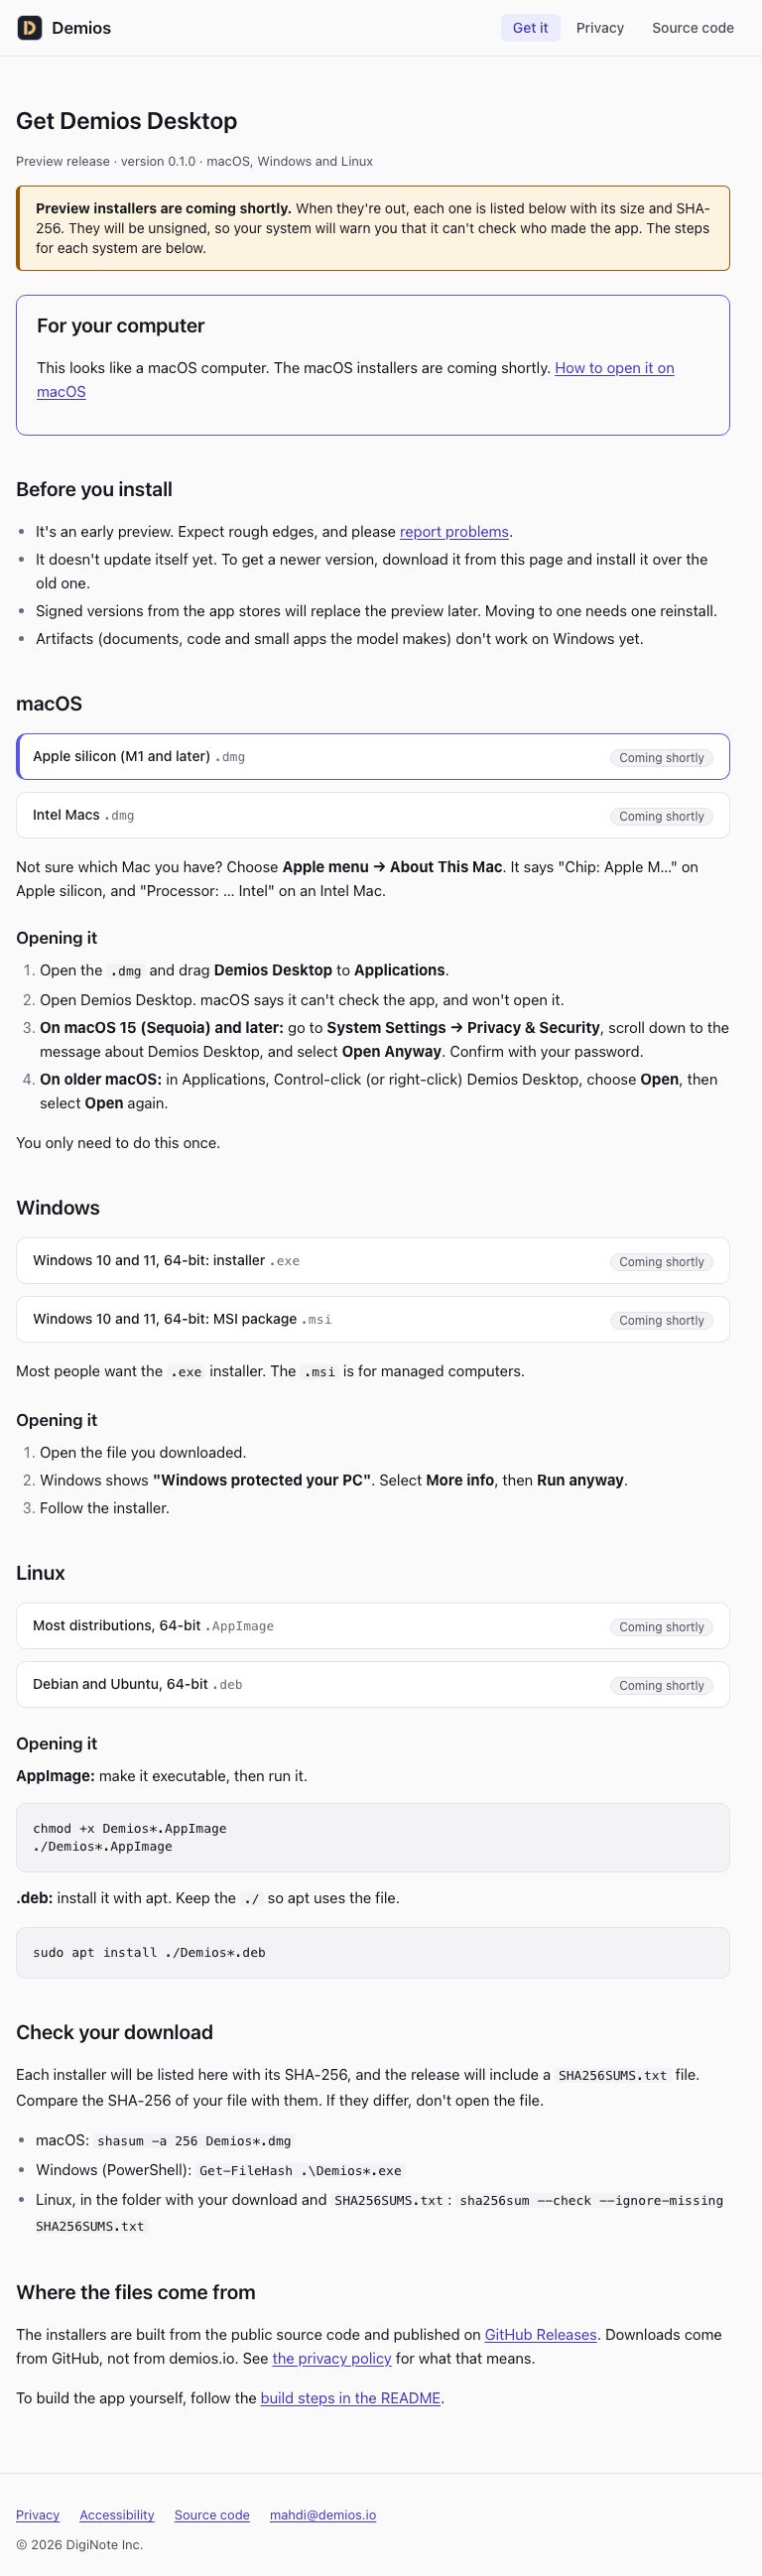 Demios
Get it
Privacy
Source code
Get Demios Desktop
Preview release · version 0.1.0 · macOS, Windows and Linux
Preview installers are coming shortly. When they're out, each one is listed below with its size and SHA-
256. They will be unsigned, so your system will warn you that it can't check who made the app. The steps
for each system are below.
For your computer
This looks like a macOS computer. The macOS installers are coming shortly. How to open it on
macOS
Before you install
• It's an early preview. Expect rough edges, and please report problems.
• It doesn't update itself yet. To get a newer version, download it from this page and install it over the
old one.
• Signed versions from the app stores will replace the preview later. Moving to one needs one reinstall.
• Artifacts (documents, code and small apps the model makes) don't work on Windows yet.
macOS
Apple silicon (M1 and later) .dmg
Coming shortly
Intel Macs .dmg
Coming shortly
Not sure which Mac you have? Choose Apple menu → About This Mac. It says "Chip: Apple M…" on
Apple silicon, and "Processor: … Intel" on an Intel Mac.
Opening it
1. Open the .dmg and drag Demios Desktop to Applications.
2. Open Demios Desktop. macOS says it can't check the app, and won't open it.
3. On macOS 15 (Sequoia) and later: go to System Settings → Privacy & Security, scroll down to the
message about Demios Desktop, and select Open Anyway. Confirm with your password.
4. On older macOS: in Applications, Control-click (or right-click) Demios Desktop, choose Open, then
select Open again.
You only need to do this once.
Windows
Windows 10 and 11, 64-bit: installer .exe
Coming shortly
Windows 10 and 11, 64-bit: MSI package .msi
Coming shortly
Most people want the .exe installer. The .msi is for managed computers.
Opening it
1. Open the file you downloaded.
2. Windows shows "Windows protected your PC". Select More info, then Run anyway.
3. Follow the installer.
Linux
Most distributions, 64-bit .AppImage
Coming shortly
Debian and Ubuntu, 64-bit .deb
Coming shortly
Opening it
AppImage: make it executable, then run it.
chmod +x Demios*.AppImage
./Demios*.AppImage
.deb: install it with apt. Keep the ./ so apt uses the file.
sudo apt install ./Demios*.deb
Check your download
Each installer will be listed here with its SHA-256, and the release will include a SHA256SUMS.txt file.
Compare the SHA-256 of your file with them. If they differ, don't open the file.
• macOS: shasum -a 256 Demios*.dmg
• Windows (PowerShell): Get-FileHash .\Demios*.exe
• Linux, in the folder with your download and SHA256SUMS.txt: sha256sum --check --ignore-missing
SHA256SUMS.txt
Where the files come from
The installers are built from the public source code and published on GitHub Releases. Downloads come
from GitHub, not from demios.io. See the privacy policy for what that means.
To build the app yourself, follow the build steps in the README.
Privacy
Accessibility
Source code
mahdi@demios.io
© 2026 DigiNote Inc.